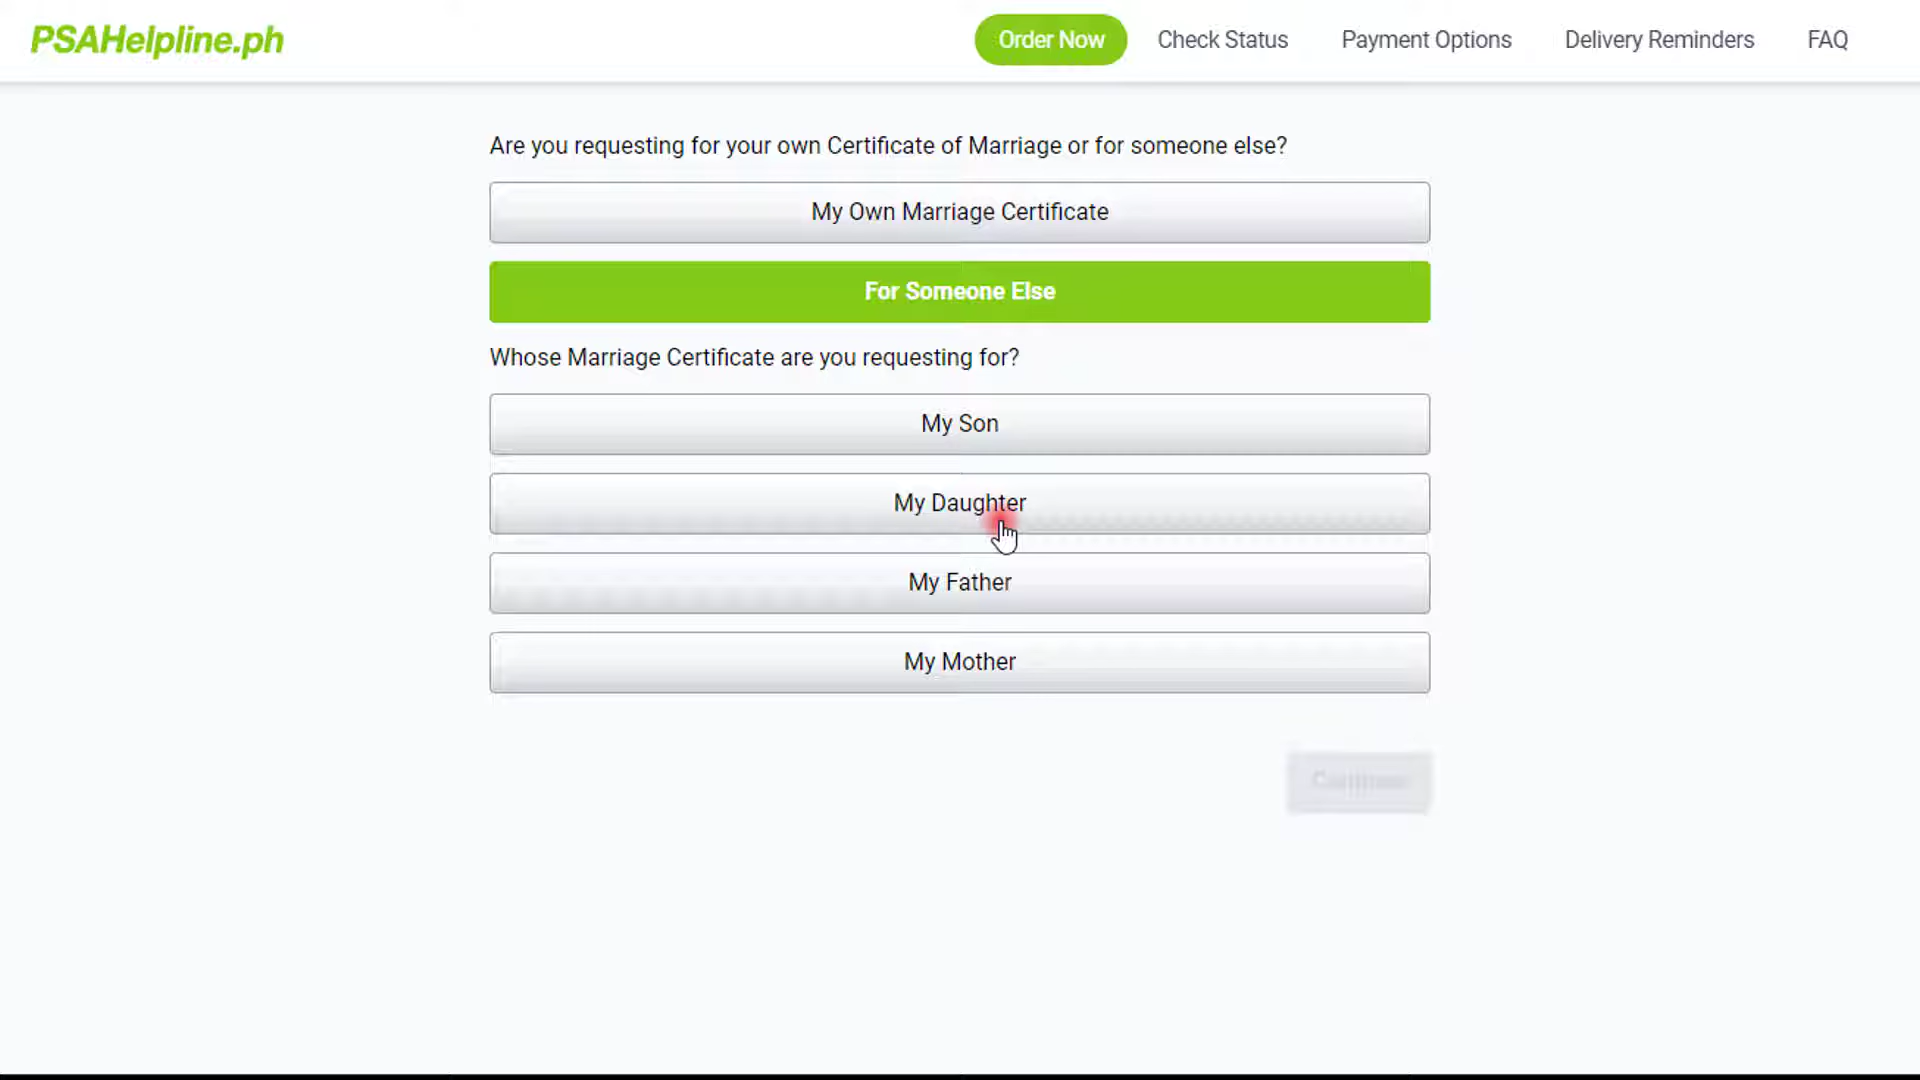 PSAHelpline.ph
Order Now
Check Status
Payment Options
Delivery Reminders
FAQ
Are you requesting for your own Certificate of Marriage or for someone else?
My Own Marriage Certificate
For Someone Else
Whose Marriage Certificate are you requesting for?
My Son
My Daughter
My Father
My Mother
Continue